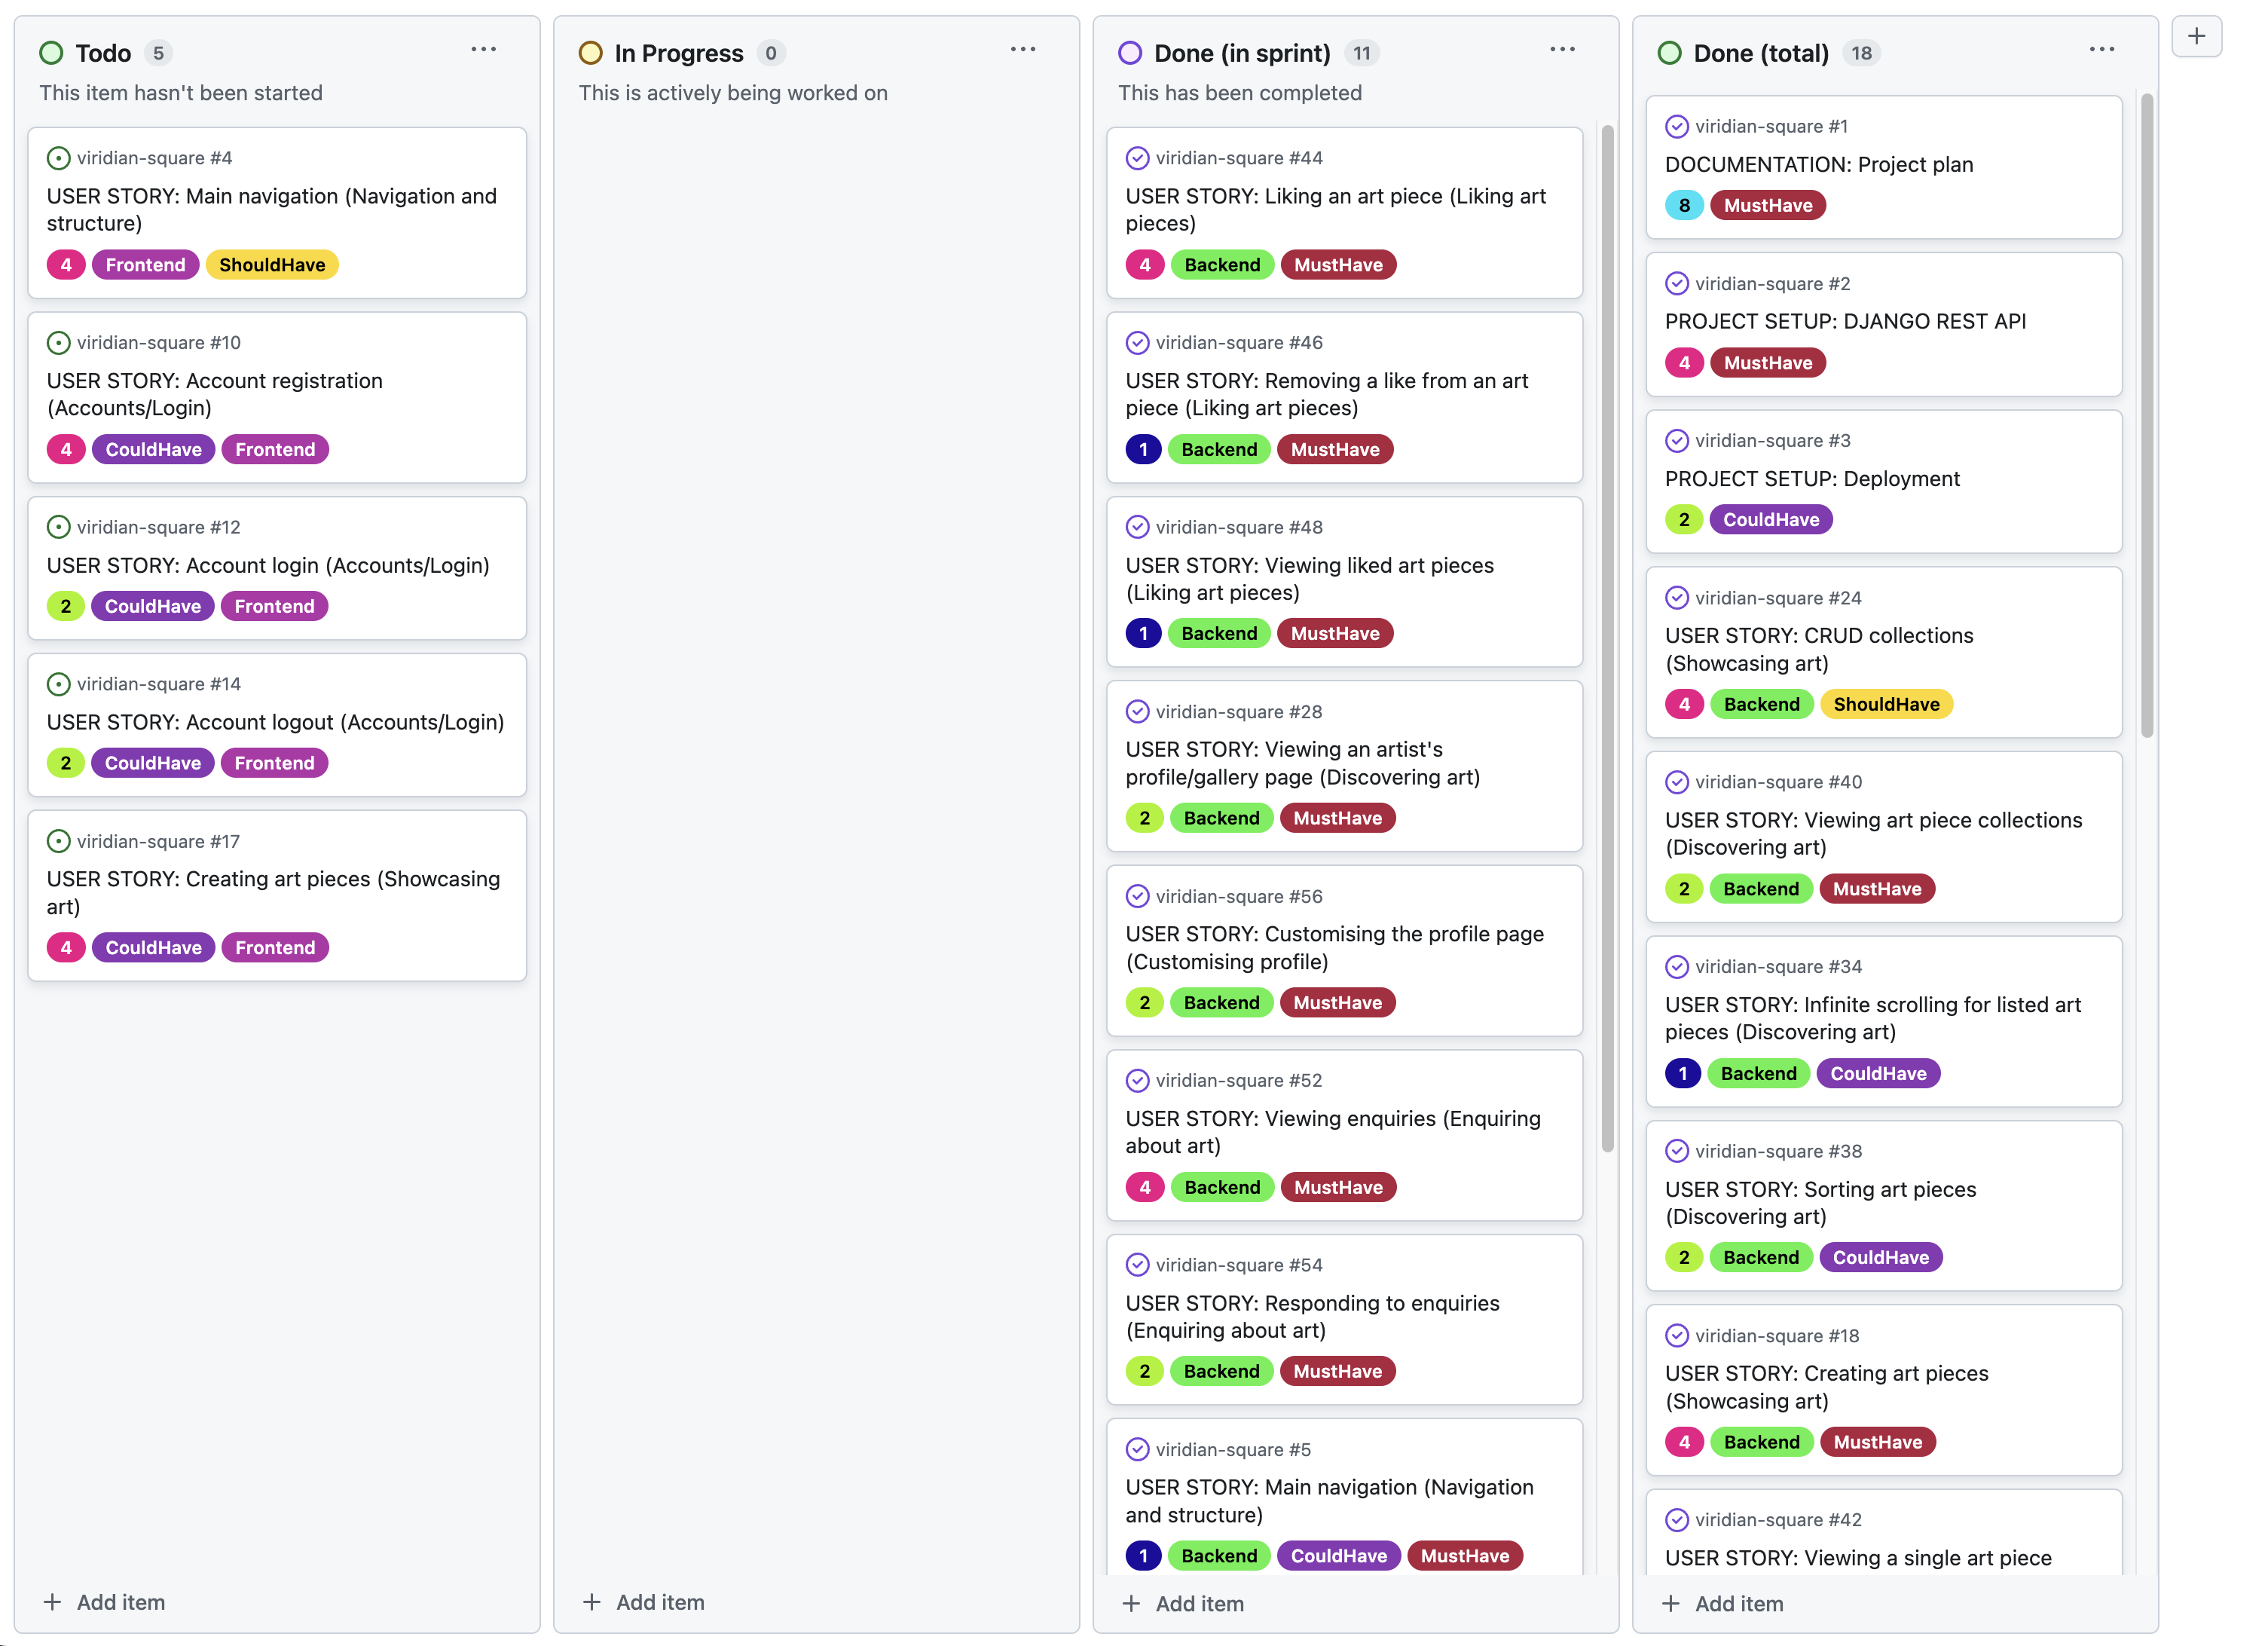 Todo 5
This item hasn't been started
viridian-square #4
USER STORY: Main navigation (Navigation and
structure)
4 Frontend ShouldHave
viridian-square #10
USER STORY: Account registration
(Accounts/Login)
4 CouldHave Frontend
viridian-square #12
USER STORY: Account login (Accounts/Login)
2 CouldHave Frontend
viridian-square #14
USER STORY: Account logout (Accounts/Login)
2 CouldHave Frontend
viridian-square #17
USER STORY: Creating art pieces (Showcasing
art)
4 CouldHave Frontend
+ Add item
In Progress 0
This is actively being worked on
+ Add item
Done (in sprint) 11
This has been completed
viridian-square #44
USER STORY: Liking an art piece (Liking art
pieces)
4 Backend MustHave
viridian-square #46
USER STORY: Removing a like from an art
piece (Liking art pieces)
1 Backend MustHave
viridian-square #48
USER STORY: Viewing liked art pieces
(Liking art pieces)
1 Backend MustHave
viridian-square #28
USER STORY: Viewing an artist's
profile/gallery page (Discovering art)
2 Backend MustHave
viridian-square #56
USER STORY: Customising the profile page
(Customising profile)
2 Backend MustHave
viridian-square #52
USER STORY: Viewing enquiries (Enquiring
about art)
4 Backend MustHave
viridian-square #54
USER STORY: Responding to enquiries
(Enquiring about art)
2 Backend MustHave
viridian-square #5
USER STORY: Main navigation (Navigation
and structure)
1 Backend CouldHave MustHave
+ Add item
Done (total) 18
viridian-square #1
DOCUMENTATION: Project plan
8 MustHave
viridian-square #2
PROJECT SETUP: DJANGO REST API
4 MustHave
viridian-square #3
PROJECT SETUP: Deployment
2 CouldHave
viridian-square #24
USER STORY: CRUD collections
(Showcasing art)
4 Backend ShouldHave
viridian-square #40
USER STORY: Viewing art piece collections
(Discovering art)
2 Backend MustHave
viridian-square #34
USER STORY: Infinite scrolling for listed art
pieces (Discovering art)
1 Backend CouldHave
viridian-square #38
USER STORY: Sorting art pieces
(Discovering art)
2 Backend CouldHave
viridian-square #18
USER STORY: Creating art pieces
(Showcasing art)
4 Backend MustHave
viridian-square #42
USER STORY: Viewing a single art piece
+ Add item